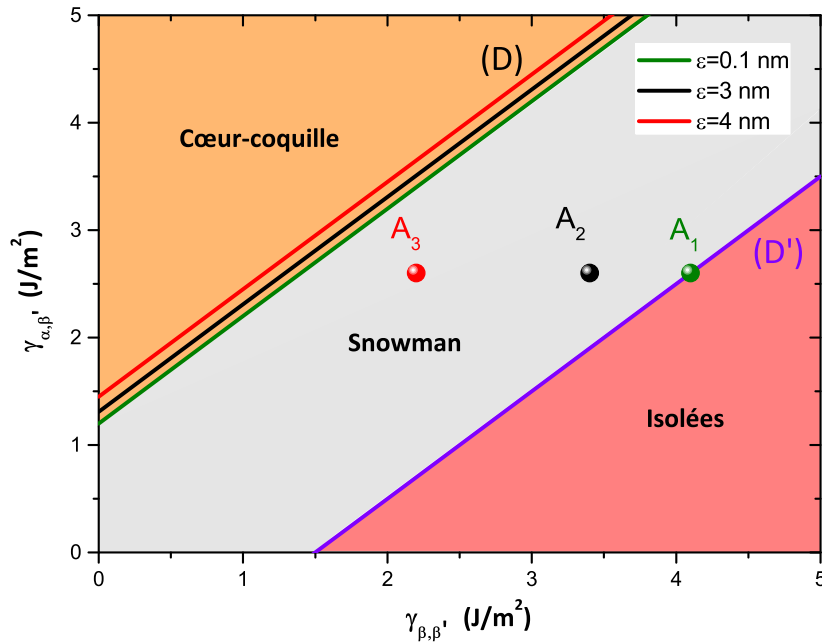 5
4
3
2
1
0
γα,β' (J/m²)
(D)
ε=0.1 nm
ε=3 nm
ε=4 nm
Cœur-coquille
A₃
A₂
A₁
(D')
Snowman
Isolées
0
1
2
3
4
5
γβ,β' (J/m²)